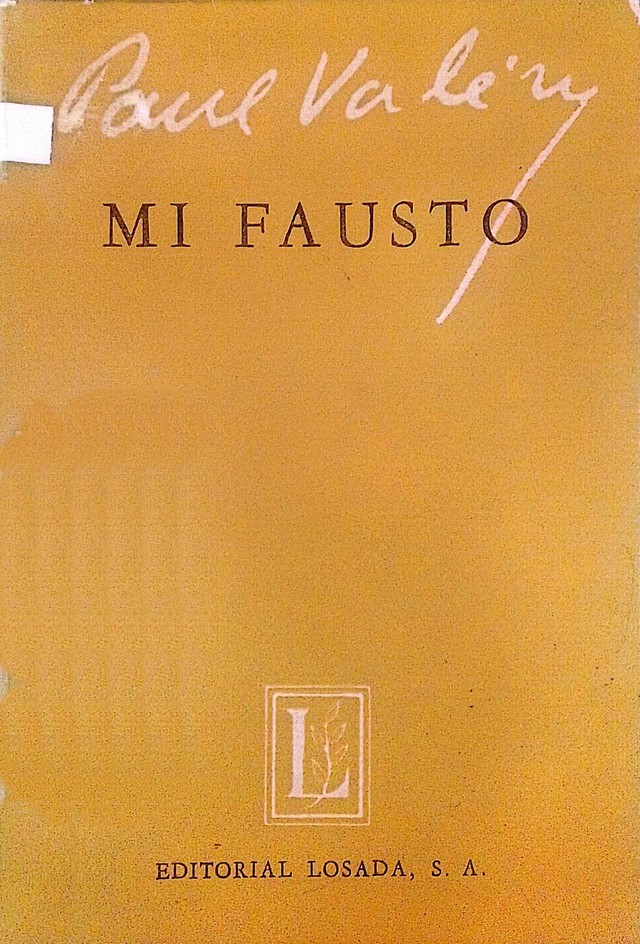 Paul Valéry
MI FAUSTO
L
EDITORIAL LOSADA, S. A.